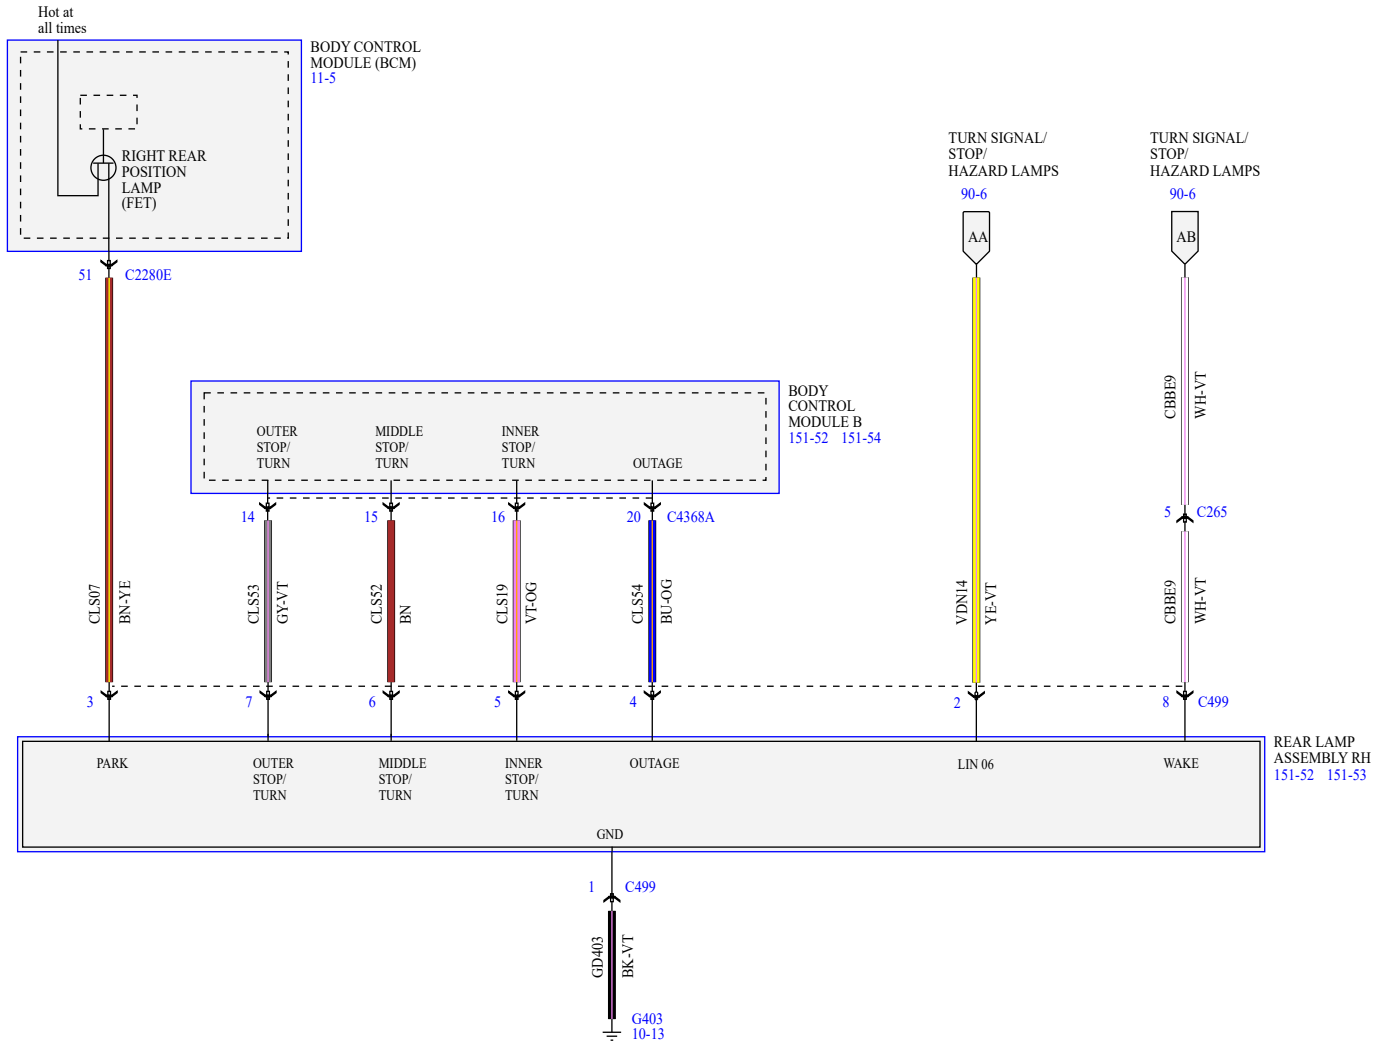 Hot at
all times
BODY CONTROL
MODULE (BCM)
11-5
RIGHT REAR
POSITION
LAMP
(FET)
51
C2280E
TURN SIGNAL/
STOP/
HAZARD LAMPS
90-6
AA
TURN SIGNAL/
STOP/
HAZARD LAMPS
90-6
AB
BODY
CONTROL
MODULE B
151-52 151-54
OUTER
STOP/
TURN
MIDDLE
STOP/
TURN
INNER
STOP/
TURN
OUTAGE
14
15
16
20
C4368A
CBBE9
WH-VT
5
C265
CLS07
BN-YE
CLS53
GY-VT
CLS52
BN
CLS19
VT-OG
CLS54
BU-OG
VDN14
YE-VT
CBBE9
WH-VT
3
7
6
5
4
2
8
C499
REAR LAMP
ASSEMBLY RH
151-52 151-53
PARK
OUTER
STOP/
TURN
MIDDLE
STOP/
TURN
INNER
STOP/
TURN
OUTAGE
LIN 06
WAKE
GND
1
C499
GD403
BK-VT
G403
10-13